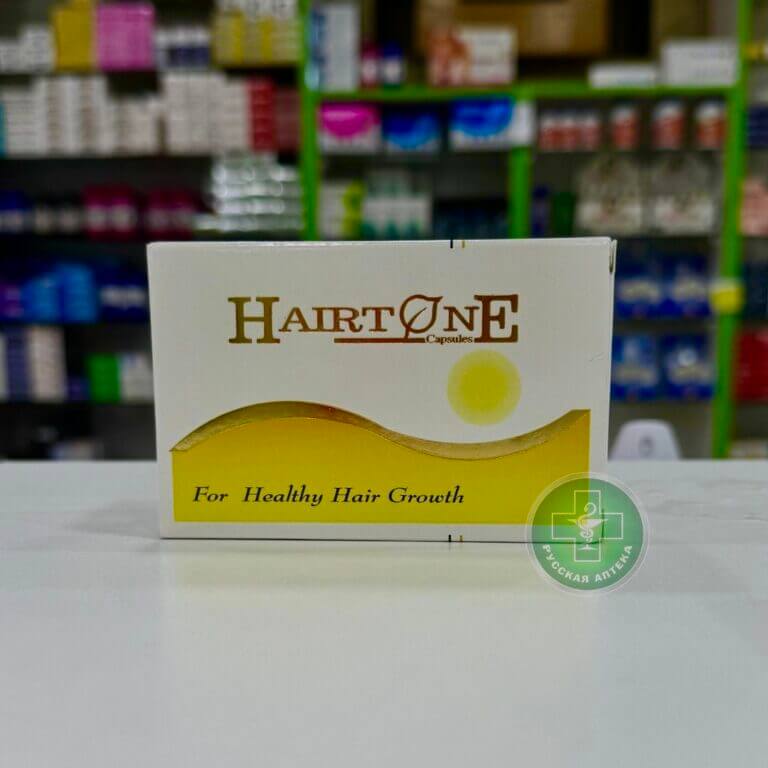 HAIRTONE
Capsules
For Healthy Hair Growth
РУССКАЯ АПТЕКА